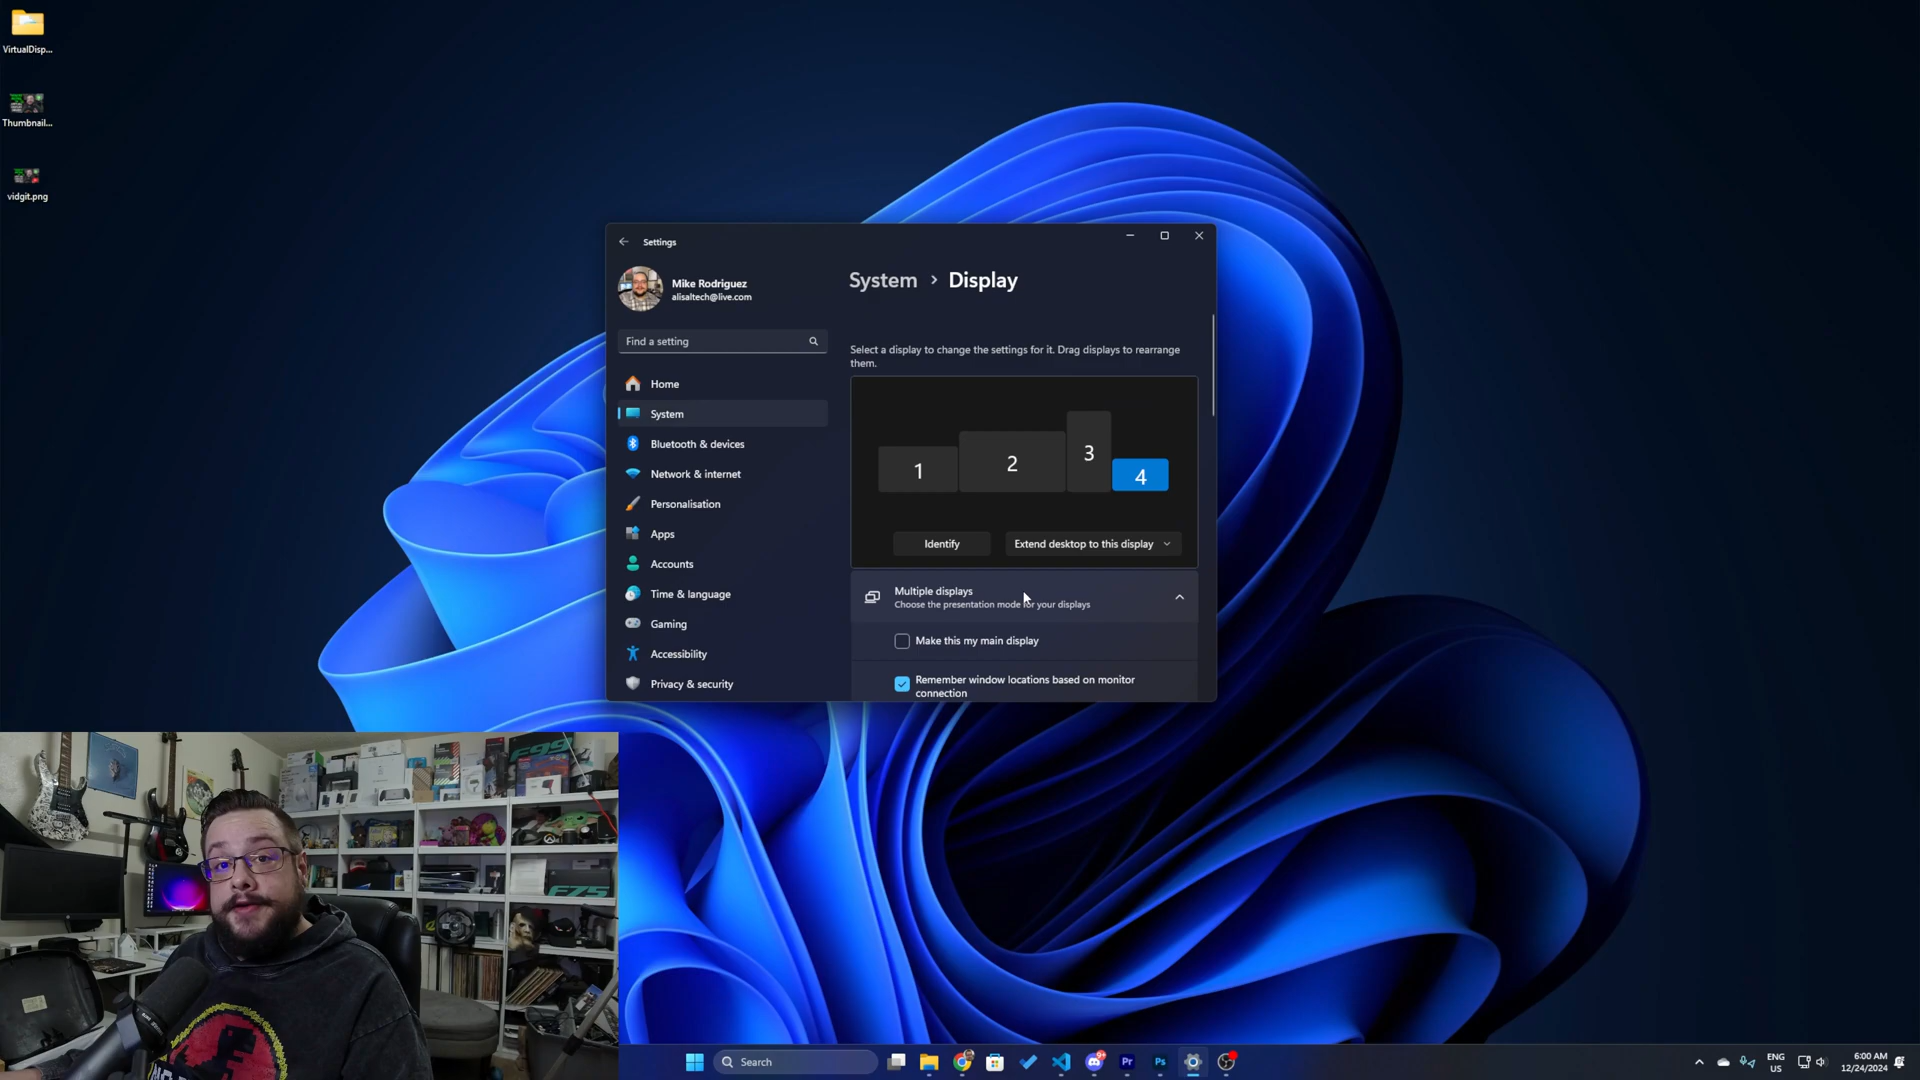 VirtualDisp...
Thumbnail...
vidgit.png
Settings
Mike Rodriguez
alisaltech@live.com
Find a setting
Home
System
Bluetooth & devices
Network & internet
Personalisation
Apps
Accounts
Time & language
Gaming
Accessibility
Privacy & security
System > Display
Select a display to change the settings for it. Drag displays to rearrange
them.
1
2
3
4
Identify
Extend desktop to this display
Multiple displays
Choose the presentation mode for your displays
Make this my main display
Remember window locations based on monitor
connection
F99
F75
Search
Pr
Ps
ENG
US
6:00 AM
12/24/2024